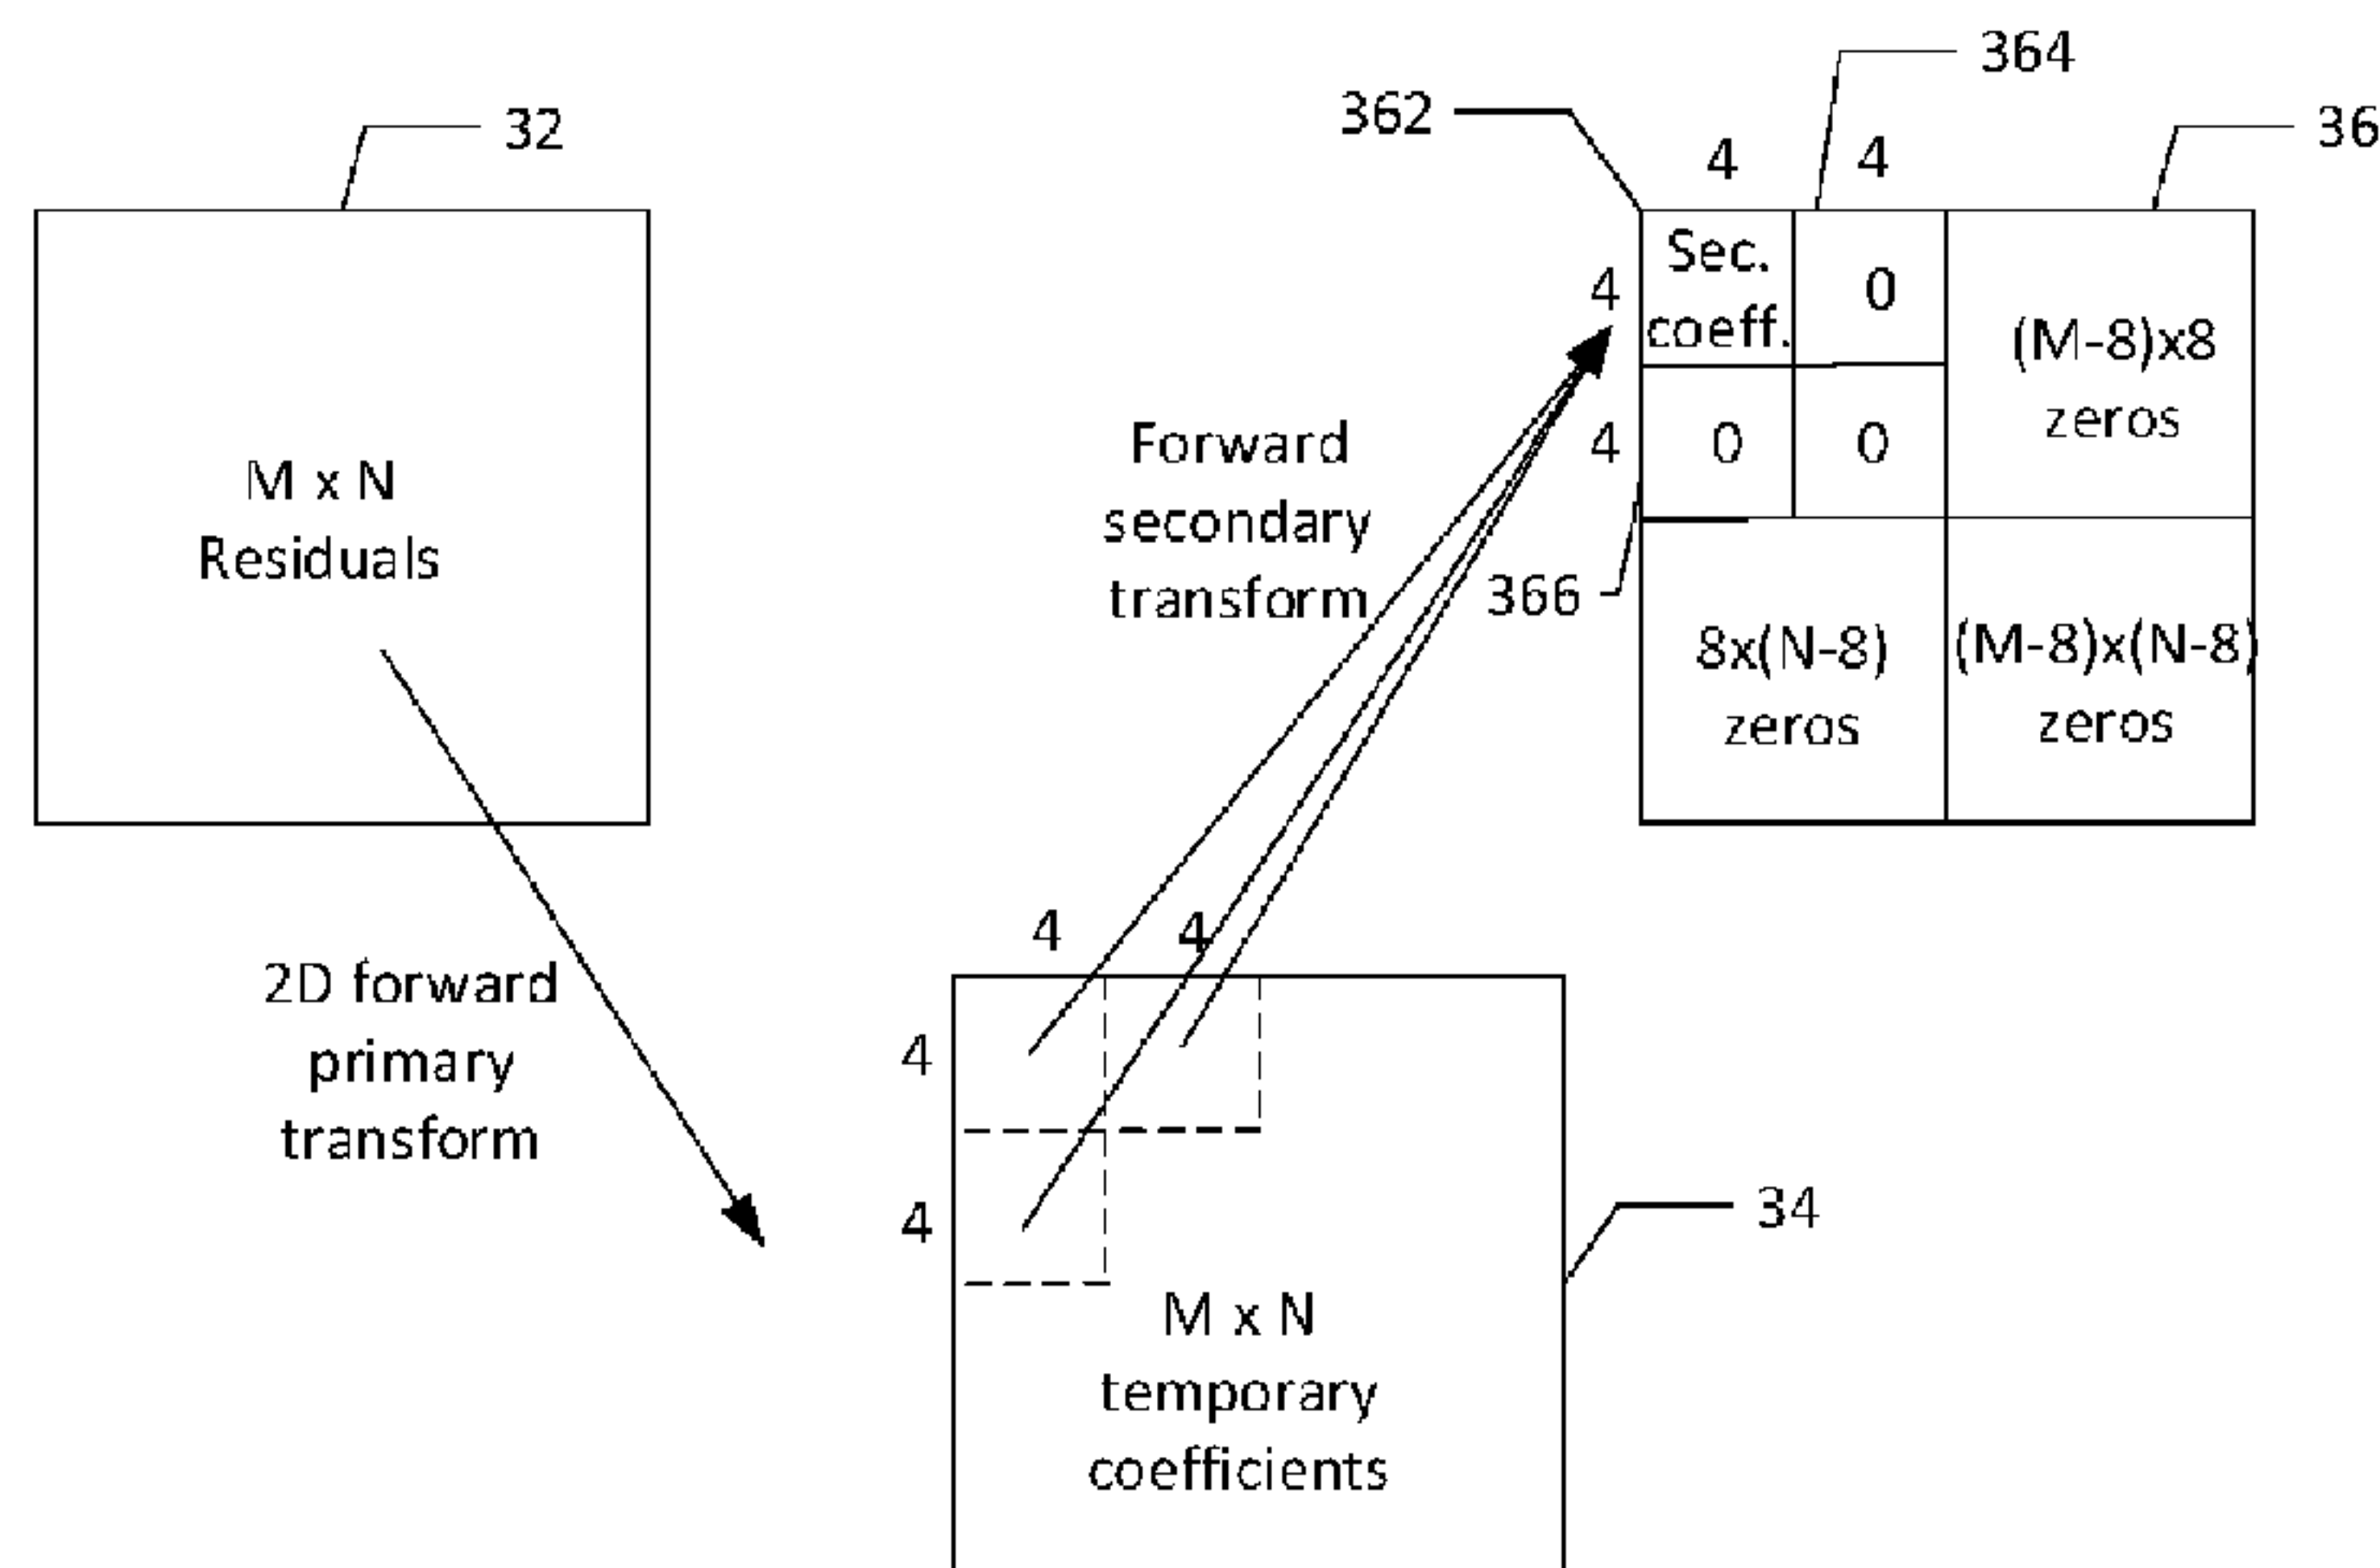 32
M x N
Residuals
2D forward
primary
transform
Forward
secondary
transform
362
364
36
4
4
4
4
Sec.
coeff.
0
0
0
(M-8)x8
zeros
366
8x(N-8)
zeros
(M-8)x(N-8)
zeros
4
4
4
4
34
M x N
temporary
coefficients